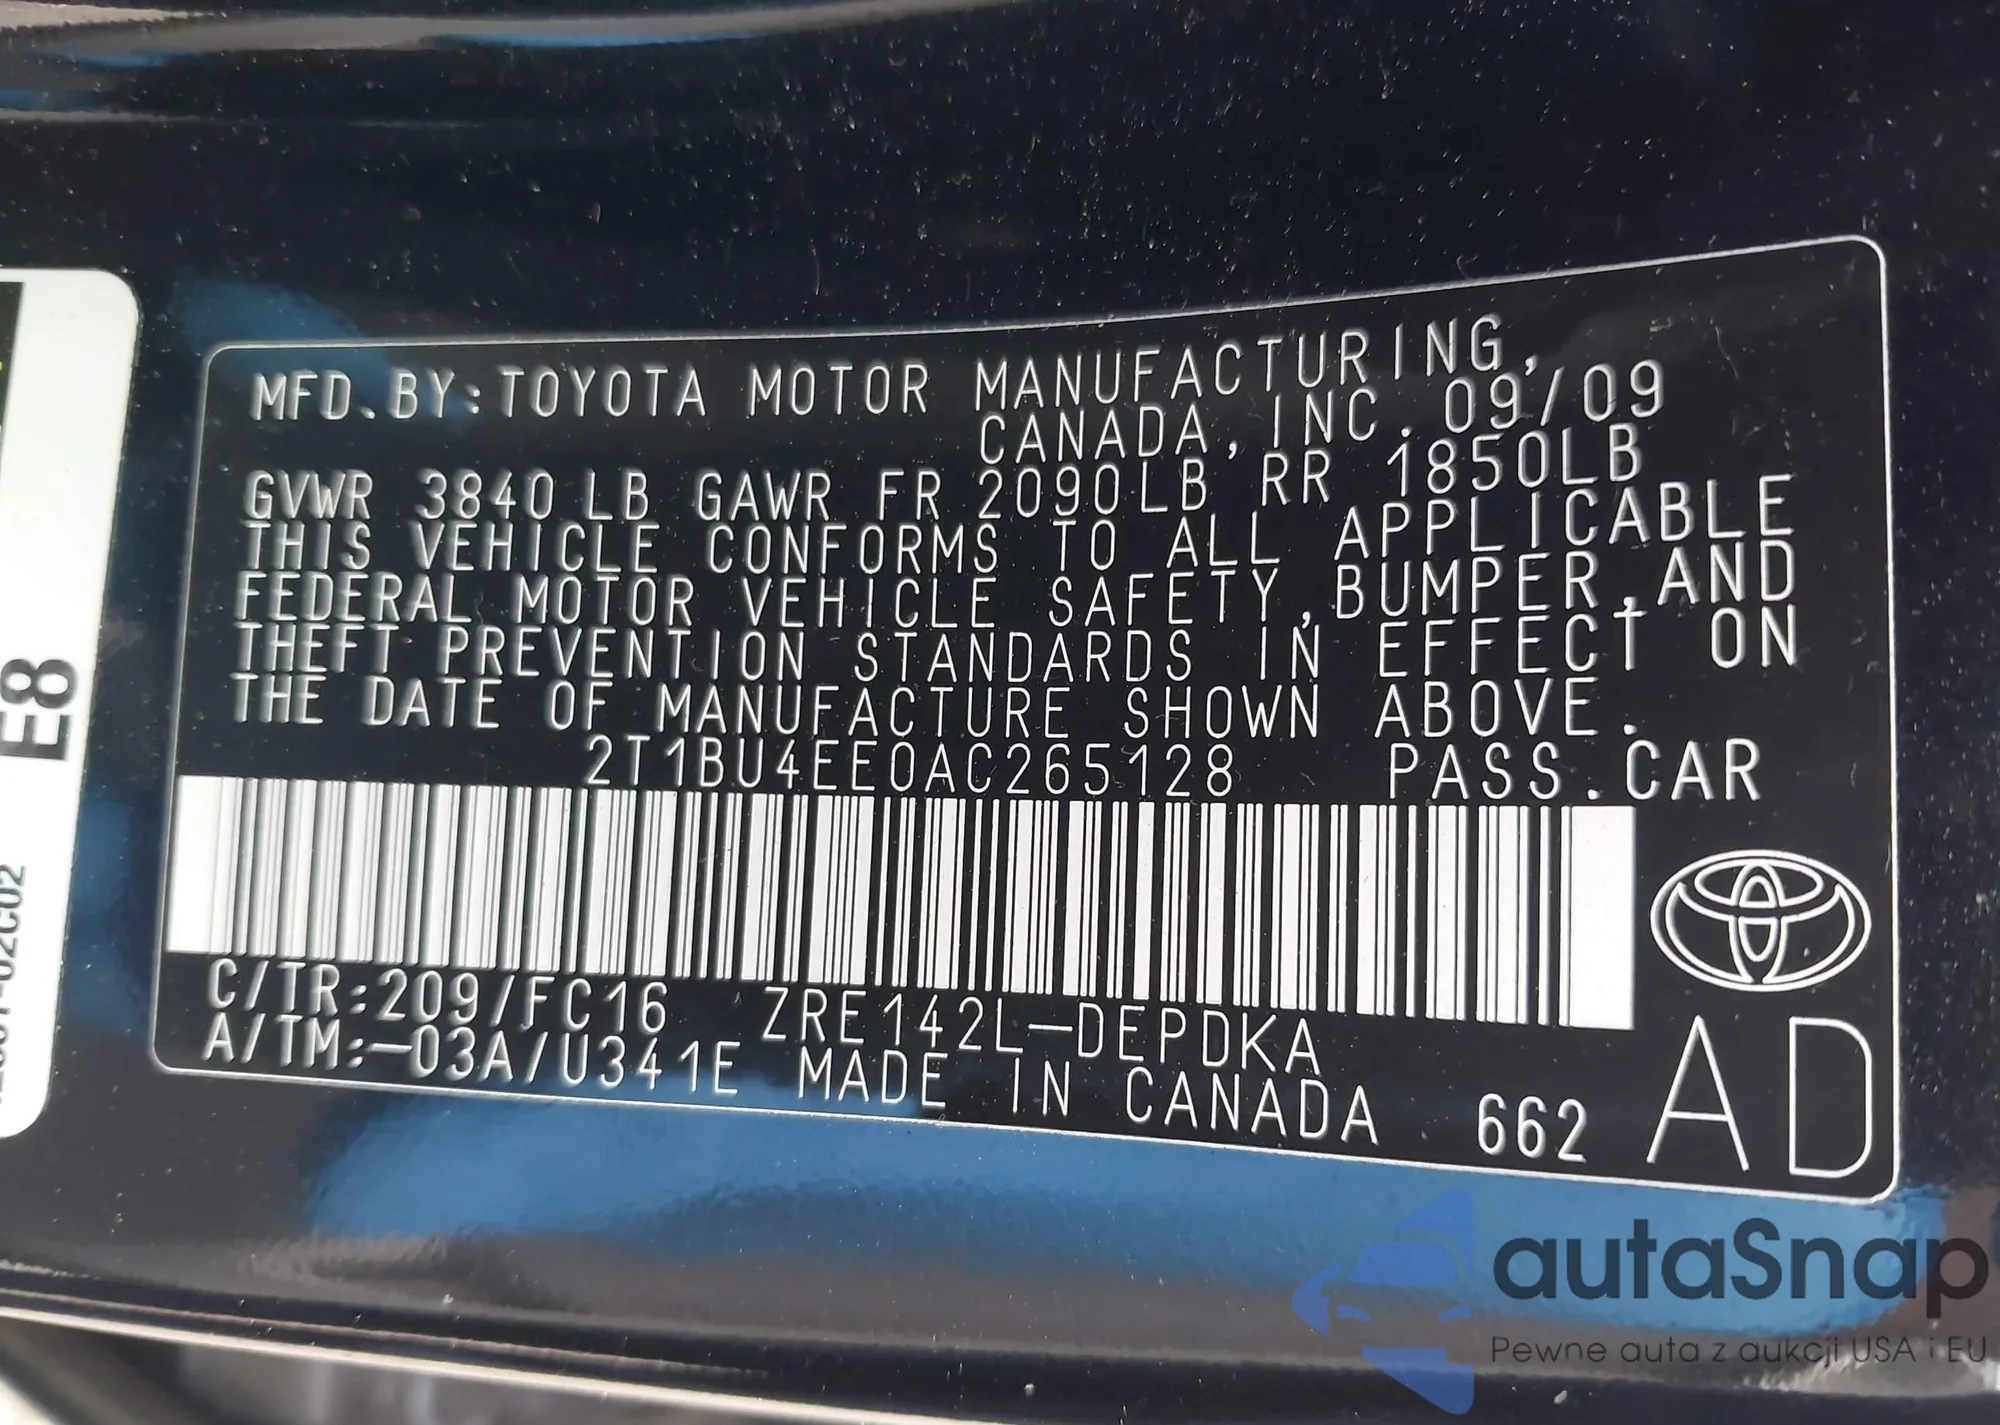 MFD.BY:TOYOTA MOTOR MANUFACTURING,
CANADA,INC. 09/09
GVWR 3840 LB GAWR FR 2090LB RR 1850LB
THIS VEHICLE CONFORMS TO ALL APPLICABLE
FEDERAL MOTOR VEHICLE SAFETY,BUMPER,AND
THEFT PREVENTION STANDARDS IN EFFECT ON
THE DATE OF MANUFACTURE SHOWN ABOVE.
2T1BU4EE0AC265128 PASS.CAR
C/TR:209/FC16 ZRE142L-DEPDKA
A/TM:-03A/U341E MADE IN CANADA 662 AD
E8
autaSnap
Pewne auta z aukcji USA i EU